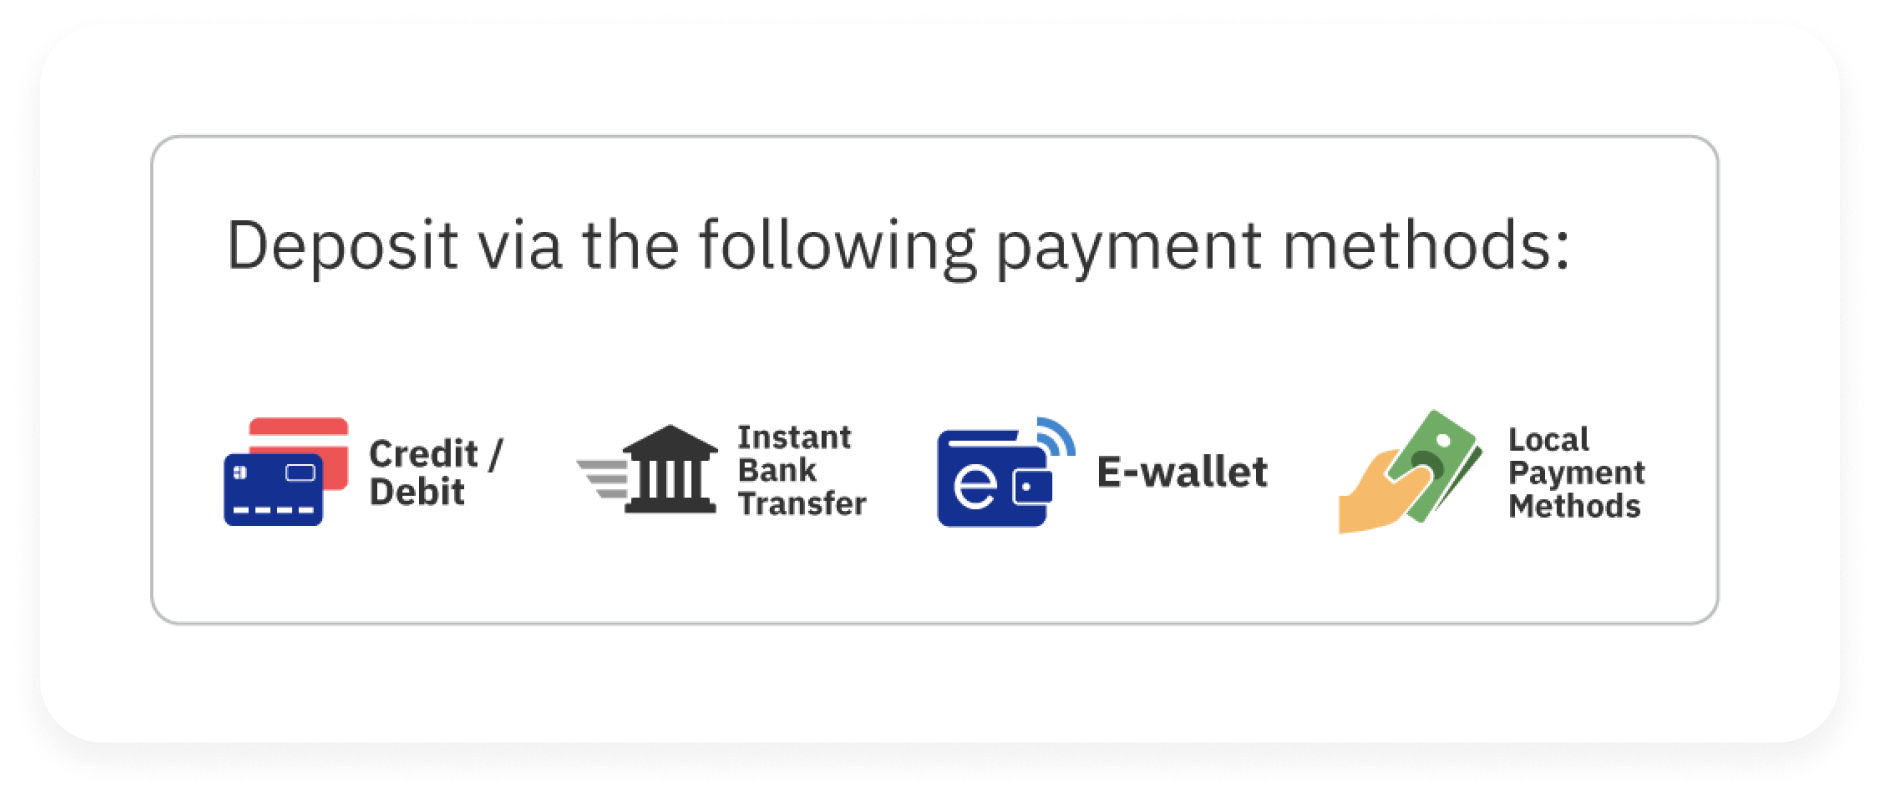 Deposit via the following payment methods:
Credit /
Debit
Instant
Bank
Transfer
e
E-wallet
Local
Payment
Methods